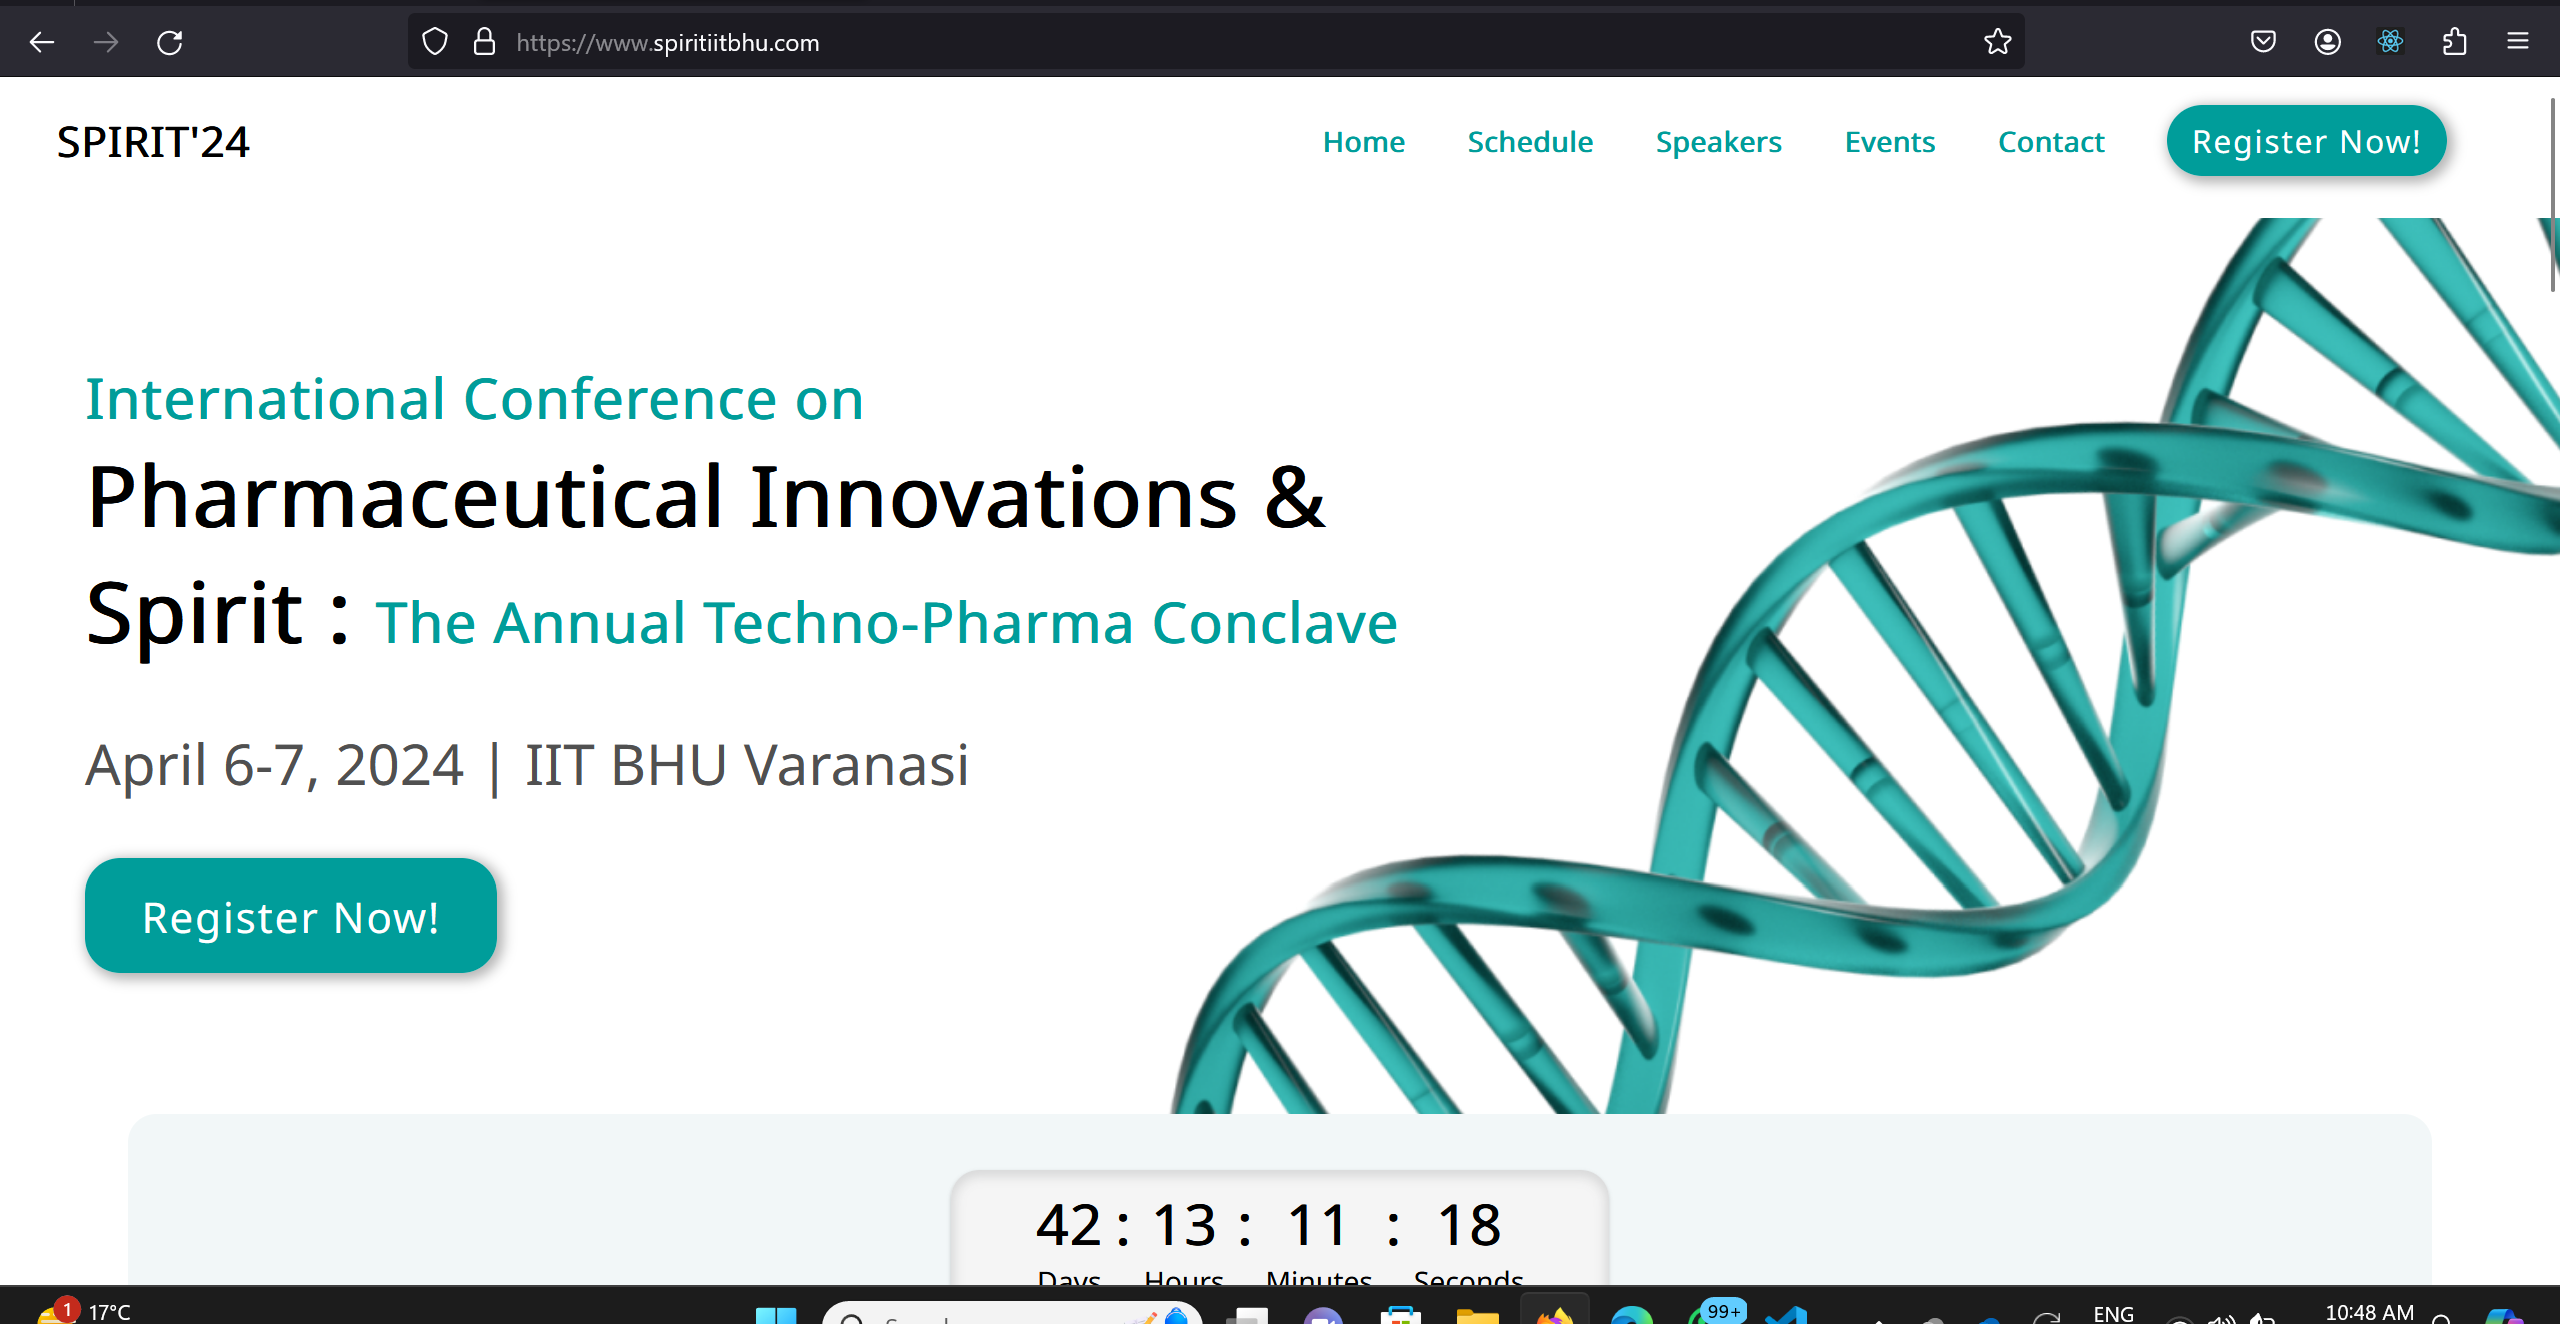 https://www.spiritiitbhu.com
SPIRIT'24
Home Schedule Speakers Events Contact Register Now!
International Conference on
Pharmaceutical Innovations &
Spirit : The Annual Techno-Pharma Conclave
April 6-7, 2024 | IIT BHU Varanasi
Register Now!
42 : 13 : 11 : 18
Days Hours Minutes Seconds
1 17°C 99+ ENG 10:48 AM